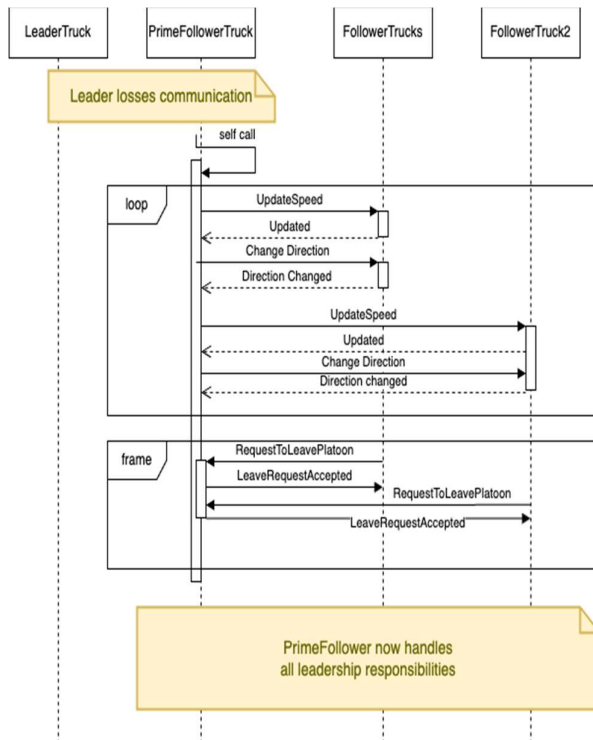 LeaderTruck
PrimeFollowerTruck
FollowerTrucks
FollowerTruck2
Leader losses communication
self call
loop
UpdateSpeed
Updated
Change Direction
Direction Changed
UpdateSpeed
Updated
Change Direction
Direction changed
frame
RequestToLeavePlatoon
LeaveRequestAccepted
RequestToLeavePlatoon
LeaveRequestAccepted
PrimeFollower now handles
all leadership responsibilities